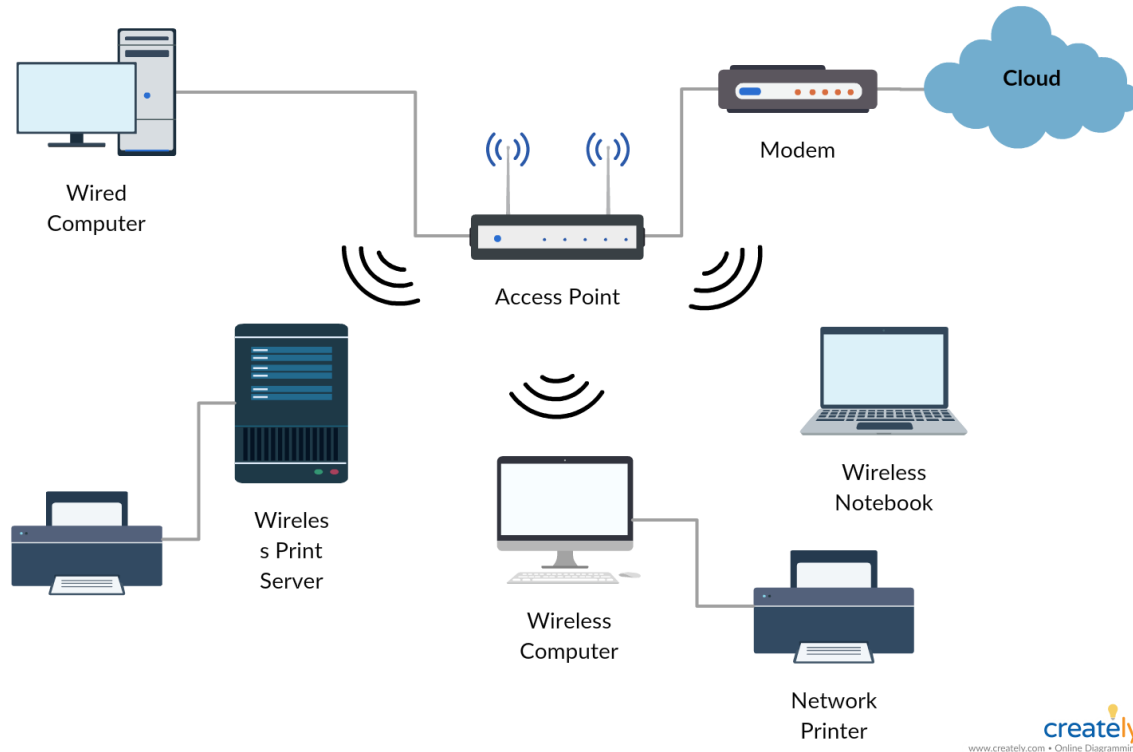 Cloud
Modem
Wired
Computer
Access Point
Wireless
Notebook
Wireles
s Print
Server
Wireless
Computer
Network
Printer
creately
www.creately.com • Online